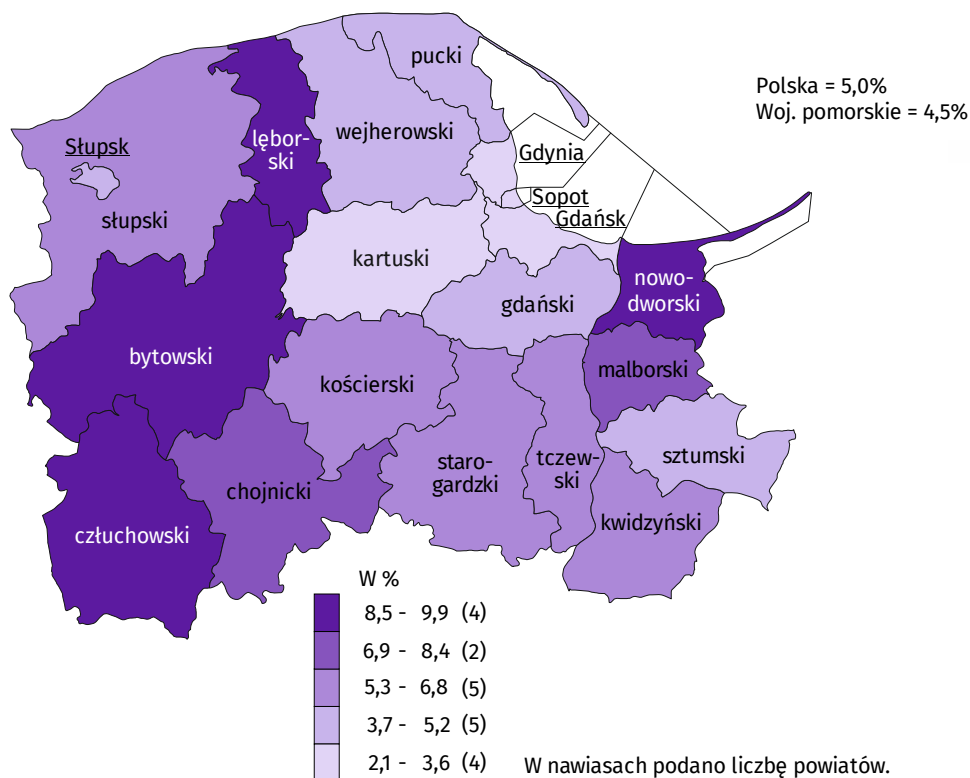 pucki
Polska = 5,0%
Woj. pomorskie = 4,5%
wejherowski
lębor-
ski
Słupsk
Gdynia
słupski
Sopot
Gdańsk
kartuski
nowo-
dworski
gdański
bytowski
kościerski
malborski
staro-
gardzki
tczew-
ski
sztumski
chojnicki
kwidzyński
człuchowski
W %
8,5 - 9,9 (4)
6,9 - 8,4 (2)
5,3 - 6,8 (5)
3,7 - 5,2 (5)
2,1 - 3,6 (4)
W nawiasach podano liczbę powiatów.